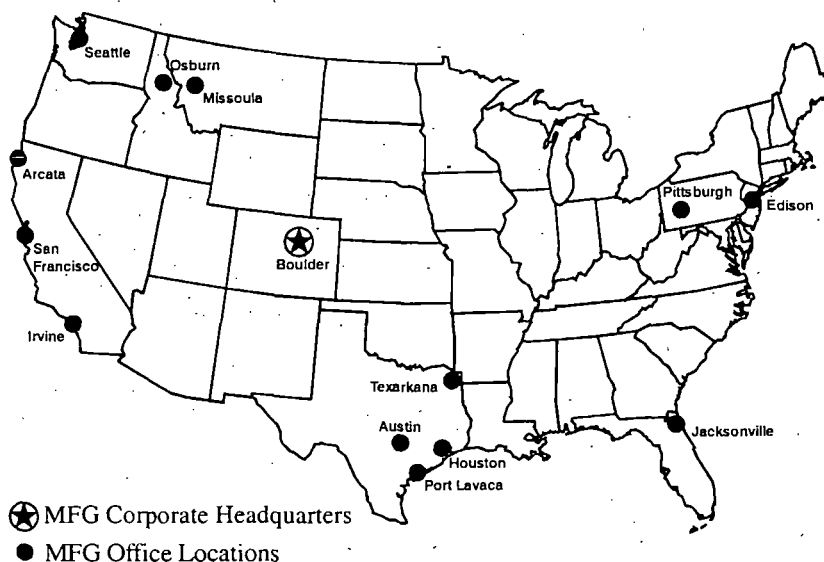 Seattle
Osburn
Missoula
Arcata
Pittsburgh
Edison
San
Francisco
Boulder
Irvine
Texarkana
Austin
Jacksonville
Houston
Port Lavaca
MFG Corporate Headquarters
MFG Office Locations